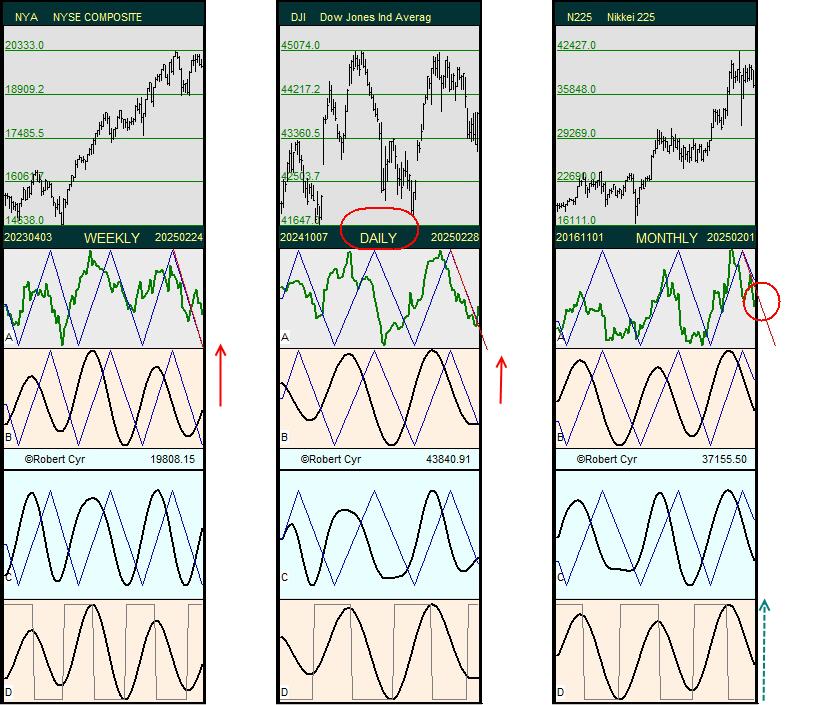 NYA NYSE COMPOSITE
20333.0
18909.2
17485.5
16061.7
14638.0
20230403 WEEKLY 20250224
A
B
©Robert Cyr 19808.15
C
D
DJI Dow Jones Ind Averag
45074.0
44217.2
43360.5
42503.7
41647.0
20241007 DAILY 20250228
A
B
©Robert Cyr 43840.91
C
D
N225 Nikkei 225
42427.0
35848.0
29269.0
22690.0
16111.0
20161101 MONTHLY 20250201
A
B
©Robert Cyr 37155.50
C
D